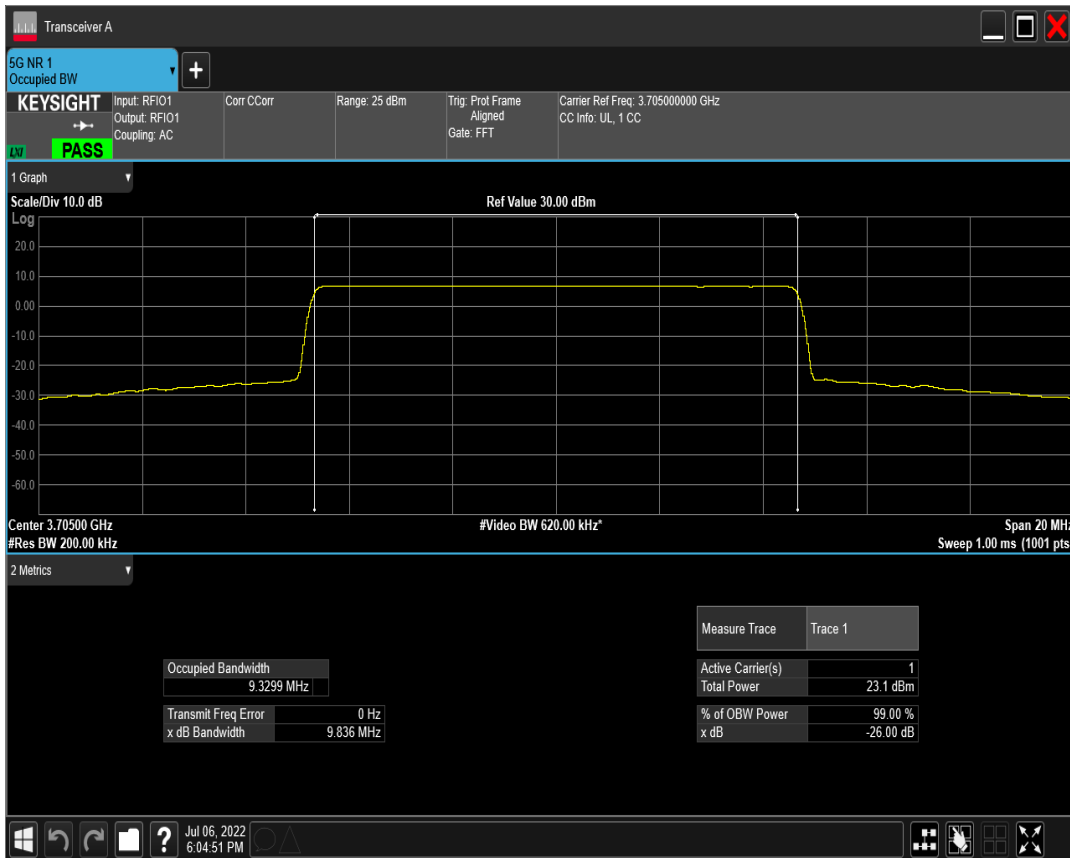 Transceiver A
5G NR 1
Occupied BW
+
KEYSIGHT
LXI
PASS
Input: RFIO1
Output: RFIO1
Coupling: AC
Corr CCorr
Range: 25 dBm
Trig: Prot Frame
Aligned
Gate: FFT
Carrier Ref Freq: 3.705000000 GHz
CC Info: UL, 1 CC
1 Graph
Scale/Div 10.0 dB
Ref Value 30.00 dBm
Log
20.0
10.0
0.00
-10.0
-20.0
-30.0
-40.0
-50.0
-60.0
Center 3.70500 GHz
#Video BW 620.00 kHz*
Span 20 MHz
#Res BW 200.00 kHz
Sweep 1.00 ms (1001 pts
2 Metrics
Measure Trace Trace 1
Occupied Bandwidth
9.3299 MHz
Active Carrier(s) 1
Total Power 23.1 dBm
Transmit Freq Error 0 Hz
x dB Bandwidth 9.836 MHz
% of OBW Power 99.00 %
x dB -26.00 dB
?
Jul 06, 2022
6:04:51 PM